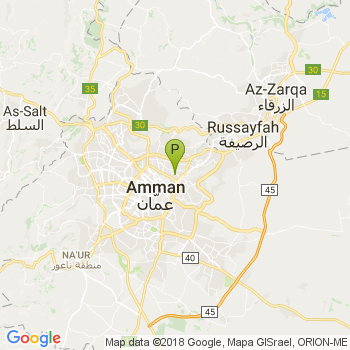 30
35
Az-Zarqa
الزرقاء
15
As-Salt
السلط
30
Russayfah
الرصيفة
P
Amman
عمّان
45
NA'UR
منطقة ناعور
40
45
Google
Map data ©2018 Google, Mapa GISrael, ORION-ME